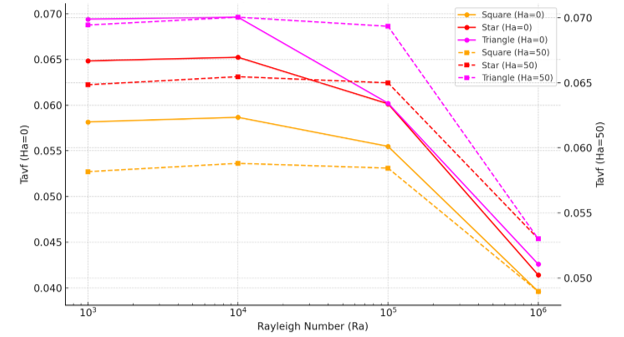 0.070
0.065
0.060
0.055
0.050
0.045
0.040
Tavf (Ha=0)
Square (Ha=0)
Star (Ha=0)
Triangle (Ha=0)
Square (Ha=50)
Star (Ha=50)
Triangle (Ha=50)
0.070
0.065
0.060
0.055
0.050
Tavf (Ha=50)
10³
10⁴
10⁵
10⁶
Rayleigh Number (Ra)